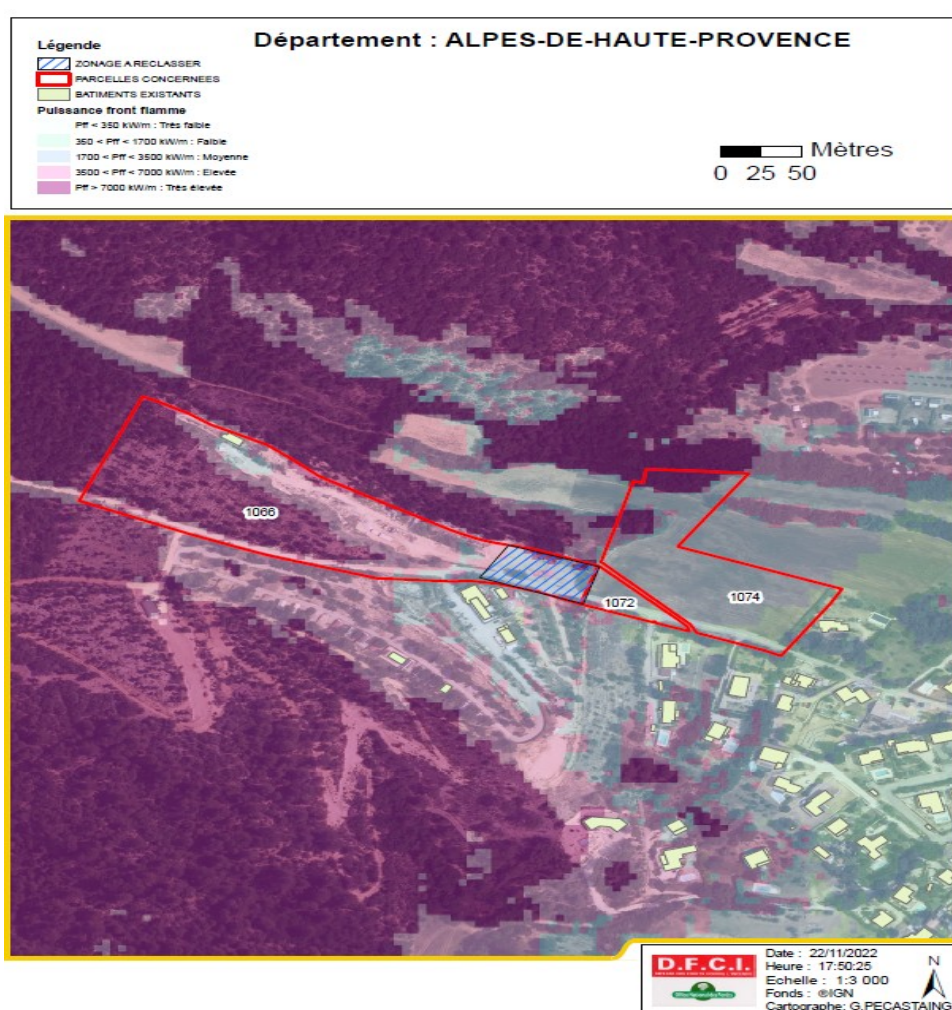 Légende
Département : ALPES-DE-HAUTE-PROVENCE
ZONAGE A RECLASSER
PARCELLES CONCERNEES
BATIMENTS EXISTANTS
Puissance front flamme
Pff < 350 kW/m : Très faible
350 < Pff < 1700 kW/m : Faible
1700 < Pff < 3500 kW/m : Moyenne
3500 < Pff < 7000 kW/m : Elevée
Pff > 7000 kW/m : Très élevée
Mètres
0 25 50
1066
1072
1074
D.F.C.I.
Date : 22/11/2022
Heure : 17:50:25
Echelle : 1:3 000
Fonds : ®IGN
Cartographe: G.PECASTAING
N